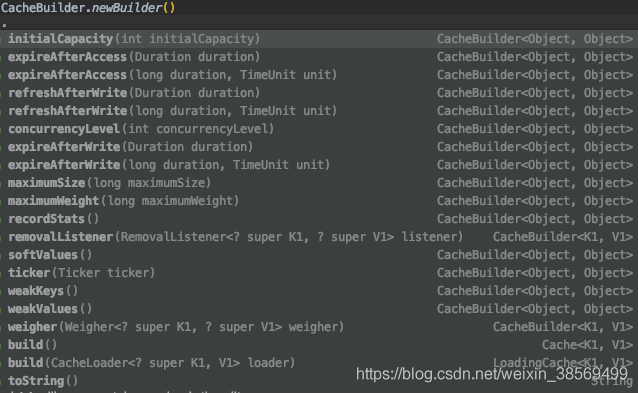 CacheBuilder.newBuilder()
.
initialCapacity(int initialCapacity) CacheBuilder<Object, Object>
expireAfterAccess(Duration duration) CacheBuilder<Object, Object>
expireAfterAccess(long duration, TimeUnit unit) CacheBuilder<Object, Object>
refreshAfterWrite(Duration duration) CacheBuilder<Object, Object>
refreshAfterWrite(long duration, TimeUnit unit) CacheBuilder<Object, Object>
concurrencyLevel(int concurrencyLevel) CacheBuilder<Object, Object>
expireAfterWrite(Duration duration) CacheBuilder<Object, Object>
expireAfterWrite(long duration, TimeUnit unit) CacheBuilder<Object, Object>
maximumSize(long maximumSize) CacheBuilder<Object, Object>
maximumWeight(long maximumWeight) CacheBuilder<Object, Object>
recordStats() CacheBuilder<Object, Object>
removalListener(RemovalListener<? super K1, ? super V1> listener) CacheBuilder<K1, V1>
softValues() CacheBuilder<Object, Object>
ticker(Ticker ticker) CacheBuilder<Object, Object>
weakKeys() CacheBuilder<Object, Object>
weakValues() CacheBuilder<Object, Object>
weigher(Weigher<? super K1, ? super V1> weigher) CacheBuilder<K1, V1>
build() Cache<K1, V1>
build(CacheLoader<? super K1, V1> loader) LoadingCache<K1, V1>
https://blog.csdn.net/weixin_38569499
toString() String